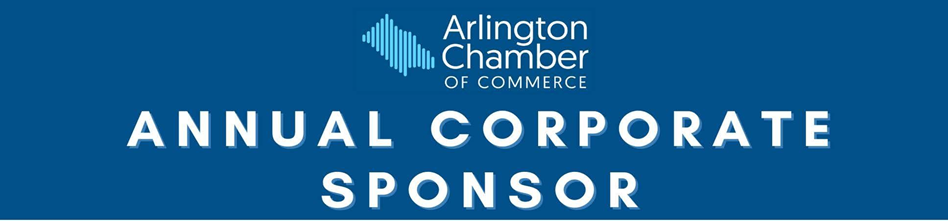 Arlington
Chamber
OF COMMERCE
ANNUAL CORPORATE
SPONSOR